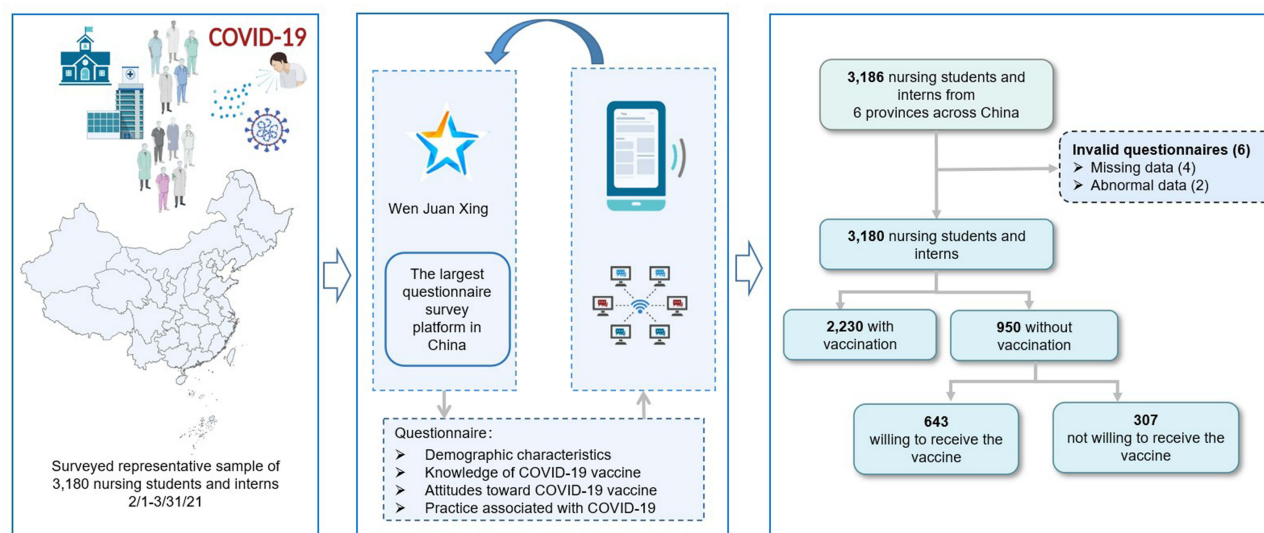 COVID-19
Surveyed representative sample of
3,180 nursing students and interns
2/1-3/31/21
Wen Juan Xing
The largest
questionnaire
survey
platform in
China
Questionnaire:
➢ Demographic characteristics
➢ Knowledge of COVID-19 vaccine
➢ Attitudes toward COVID-19 vaccine
➢ Practice associated with COVID-19
3,186 nursing students and
interns from
6 provinces across China
Invalid questionnaires (6)
➢ Missing data (4)
➢ Abnormal data (2)
3,180 nursing students and
interns
2,230 with
vaccination
950 without
vaccination
643
willing to receive the
vaccine
307
not willing to receive the
vaccine